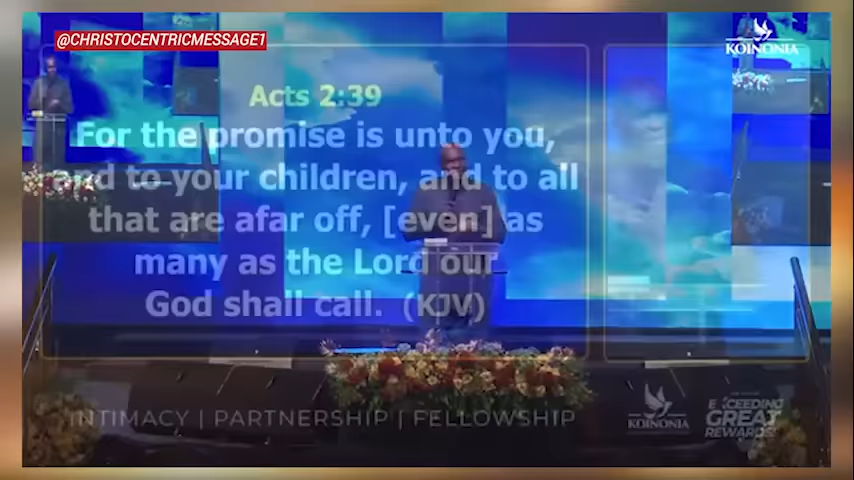 @CHRISTOCENTRICMESSAGE1
KOINONIA
Acts 2:39
For the promise is unto you,
and to your children, and to all
that are afar off, [even] as
many as the Lord our
God shall call. (KJV)
INTIMACY | PARTNERSHIP | FELLOWSHIP
KOINONIA
EXCEEDING
GREAT
REWARDS